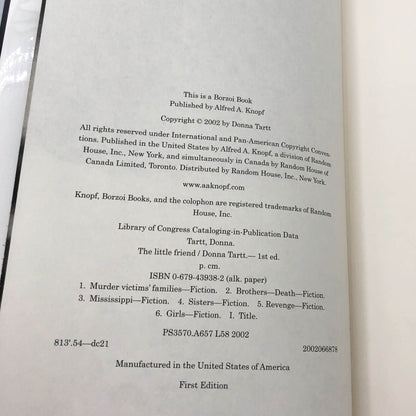 This is a Borzoi Book
Published by Alfred A. Knopf
Copyright © 2002 by Donna Tartt
All rights reserved under International and Pan-American Copyright Conven-
tions. Published in the United States by Alfred A. Knopf, a division of Random
House, Inc., New York, and simultaneously in Canada by Random House of
Canada Limited, Toronto. Distributed by Random House, Inc., New York.
www.aaknopf.com
Knopf, Borzoi Books, and the colophon are registered trademarks of Random
House, Inc.
Library of Congress Cataloging-in-Publication Data
Tartt, Donna.
The little friend / Donna Tartt.— 1st ed.
p. cm.
ISBN 0-679-43938-2 (alk. paper)
1. Murder victims' families—Fiction. 2. Brothers—Death—Fiction.
3. Mississippi—Fiction. 4. Sisters—Fiction. 5. Revenge—Fiction.
6. Girls—Fiction. I. Title.
PS3570.A657 L58 2002
813'.54—dc21 2002066878
Manufactured in the United States of America
First Edition